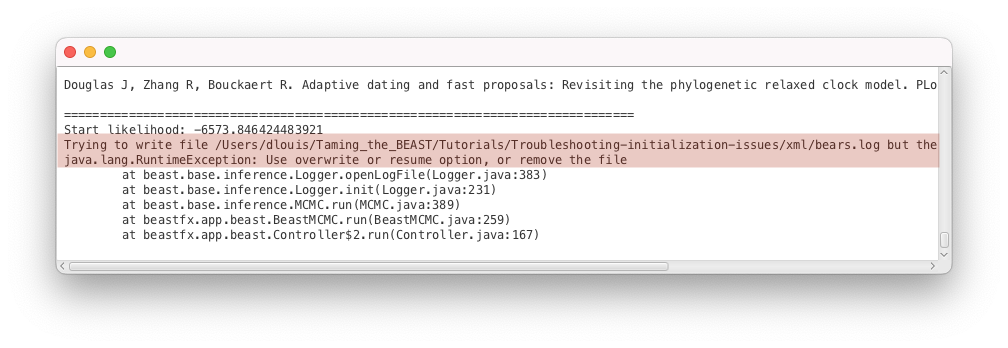 Douglas J, Zhang R, Bouckaert R. Adaptive dating and fast proposals: Revisiting the phylogenetic relaxed clock model. PLo
===============================================================================
Start likelihood: -6573.846424483921
Trying to write file /Users/dlouis/Taming_the_BEAST/Tutorials/Troubleshooting-initialization-issues/xml/bears.log but the
java.lang.RuntimeException: Use overwrite or resume option, or remove the file
at beast.base.inference.Logger.openLogFile(Logger.java:383)
at beast.base.inference.Logger.init(Logger.java:231)
at beast.base.inference.MCMC.run(MCMC.java:389)
at beastfx.app.beast.BeastMCMC.run(BeastMCMC.java:259)
at beastfx.app.beast.Controller$2.run(Controller.java:167)